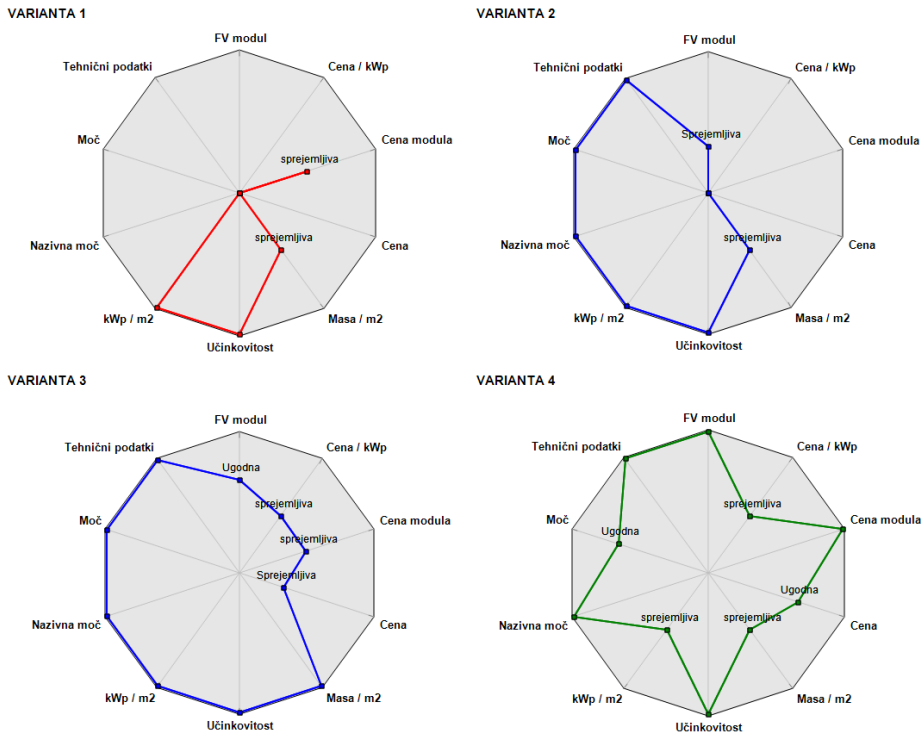 VARIANTA 1
FV modul
Tehnični podatki
Cena / kWp
Moč
Cena modula
sprejemljiva
Nazivna moč
sprejemljiva
Cena
kWp / m2
Masa / m2
Učinkovitost
VARIANTA 2
FV modul
Tehnični podatki
Cena / kWp
Sprejemljiva
Moč
Cena modula
Nazivna moč
sprejemljiva
Cena
kWp / m2
Masa / m2
Učinkovitost
VARIANTA 3
FV modul
Tehnični podatki
Cena / kWp
Ugodna
sprejemljiva
Moč
Cena modula
sprejemljiva
Sprejemljiva
Nazivna moč
Cena
kWp / m2
Masa / m2
Učinkovitost
VARIANTA 4
FV modul
Tehnični podatki
Cena / kWp
sprejemljiva
Moč
Cena modula
Ugodna
Ugodna
Nazivna moč
sprejemljiva
sprejemljiva
Cena
kWp / m2
Masa / m2
Učinkovitost